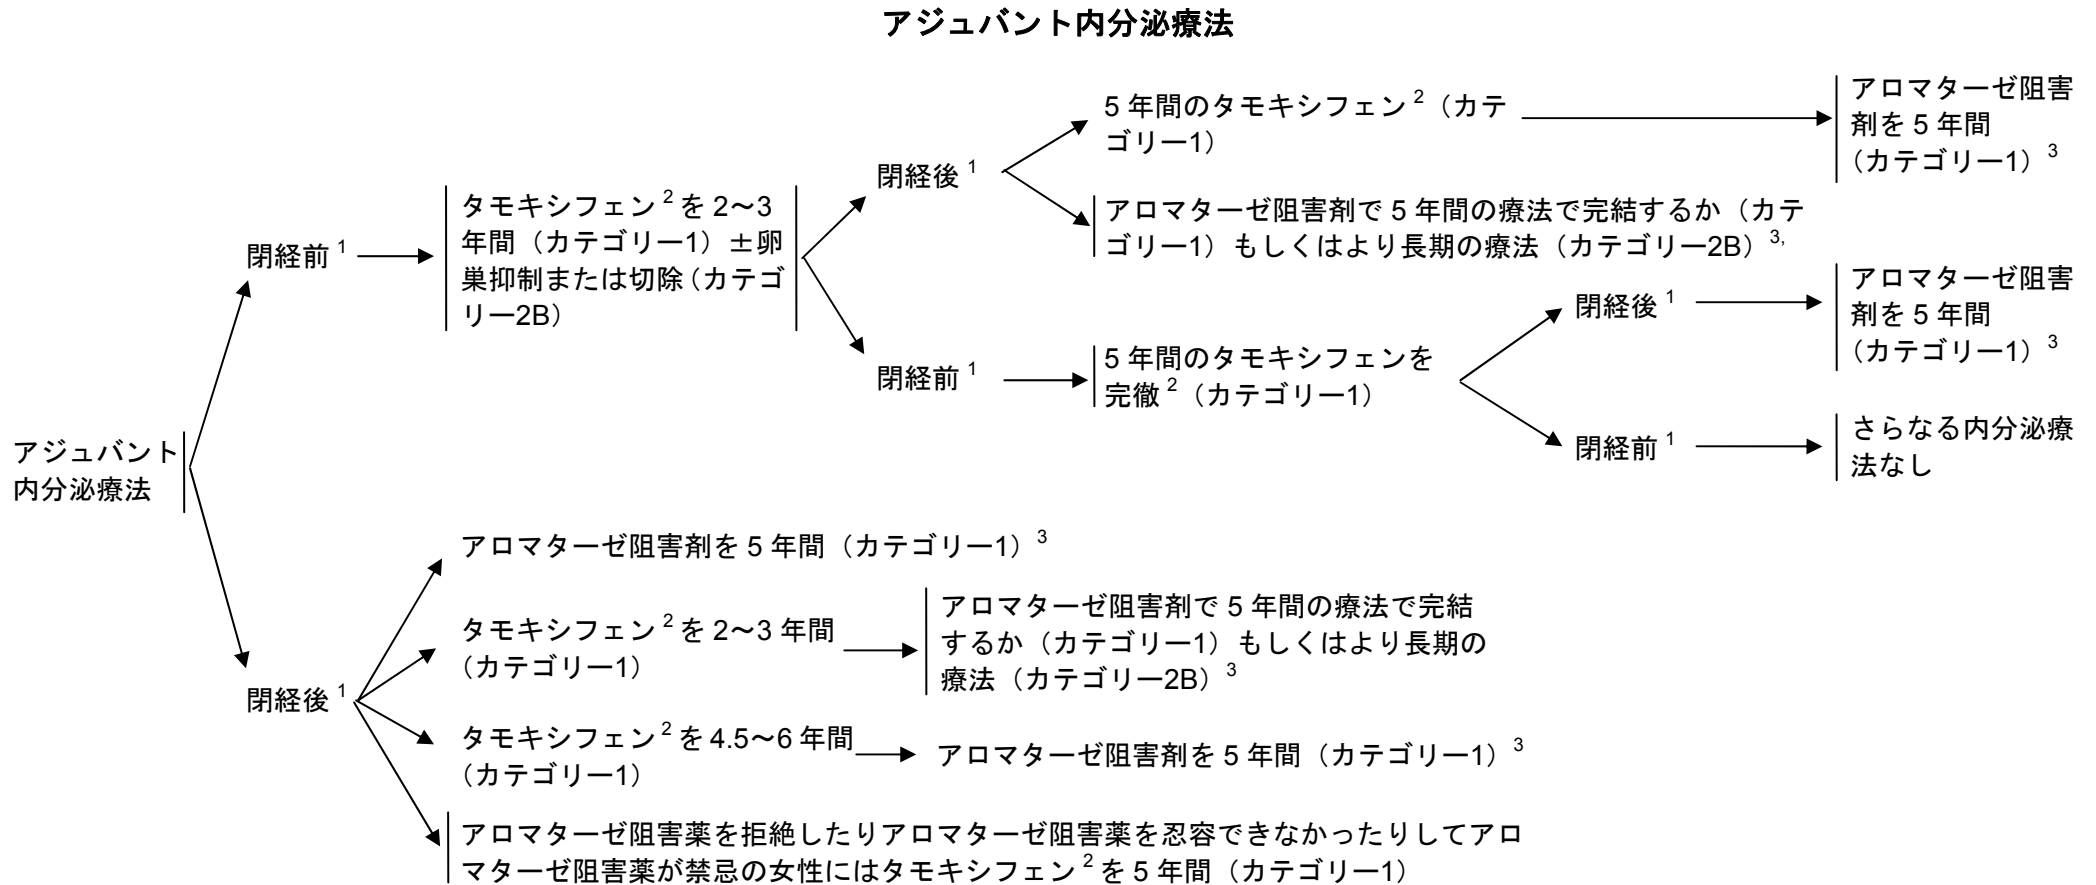 アジュバント内分泌療法
アジュバント
内分泌療法
閉経前 1
タモキシフェン 2 を 2～3
年間（カテゴリー1）±卵
巣抑制または切除（カテゴ
リー2B）
閉経後 1
5 年間のタモキシフェン 2（カテ
ゴリー1）
アロマターゼ阻害
剤を 5 年間
（カテゴリー1）3
アロマターゼ阻害剤で 5 年間の療法で完結するか（カテ
ゴリー1）もしくはより長期の療法（カテゴリー2B）3,
閉経前 1
5 年間のタモキシフェンを
完徹 2（カテゴリー1）
閉経後 1
アロマターゼ阻害
剤を 5 年間
（カテゴリー1）3
閉経前 1
さらなる内分泌療
法なし
閉経後 1
アロマターゼ阻害剤を 5 年間（カテゴリー1）3
タモキシフェン 2 を 2～3 年間
（カテゴリー1）
アロマターゼ阻害剤で 5 年間の療法で完結
するか（カテゴリー1）もしくはより長期の
療法（カテゴリー2B）3
タモキシフェン 2 を 4.5～6 年間
（カテゴリー1）
アロマターゼ阻害剤を 5 年間（カテゴリー1）3
アロマターゼ阻害薬を拒絶したりアロマターゼ阻害薬を忍容できなかったりしてアロ
マターゼ阻害薬が禁忌の女性にはタモキシフェン 2 を 5 年間（カテゴリー1）